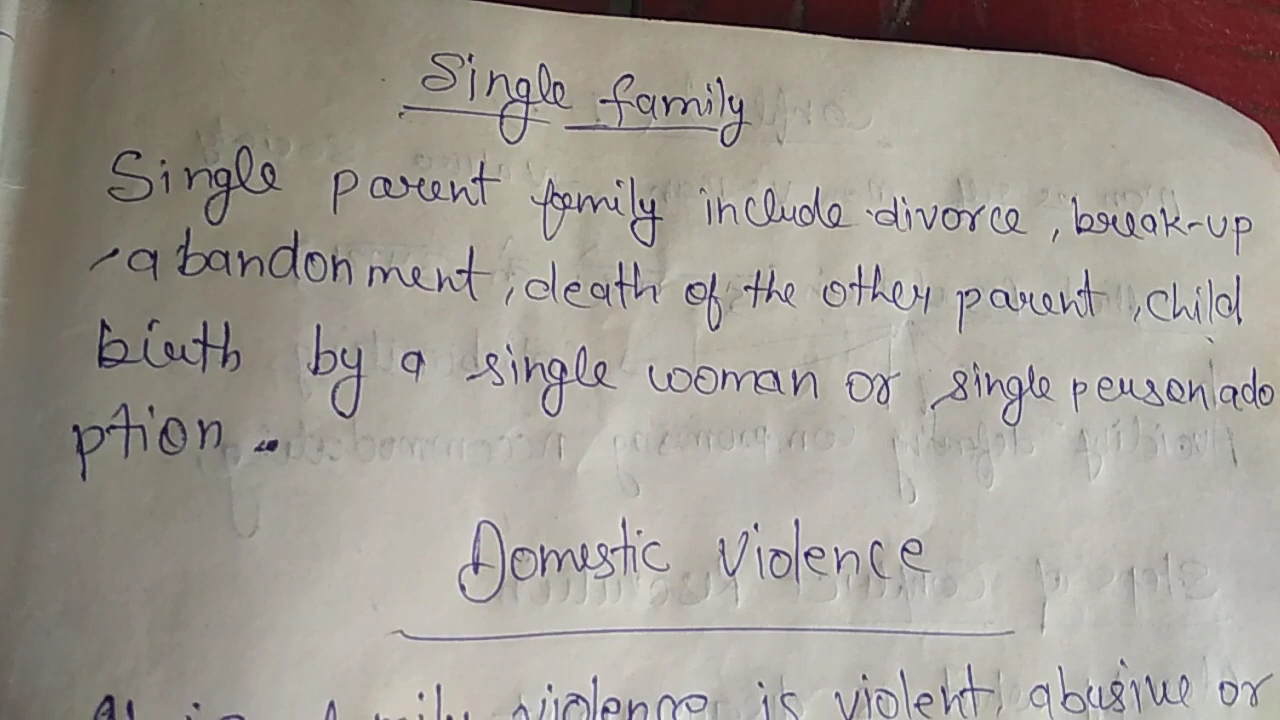 Single family
Single parent family include divorce, break-up
, abandonment, death of the other parent, child
birth by a single woman or single person ado
ption.
Domestic Violence
violence is violent, abusive or